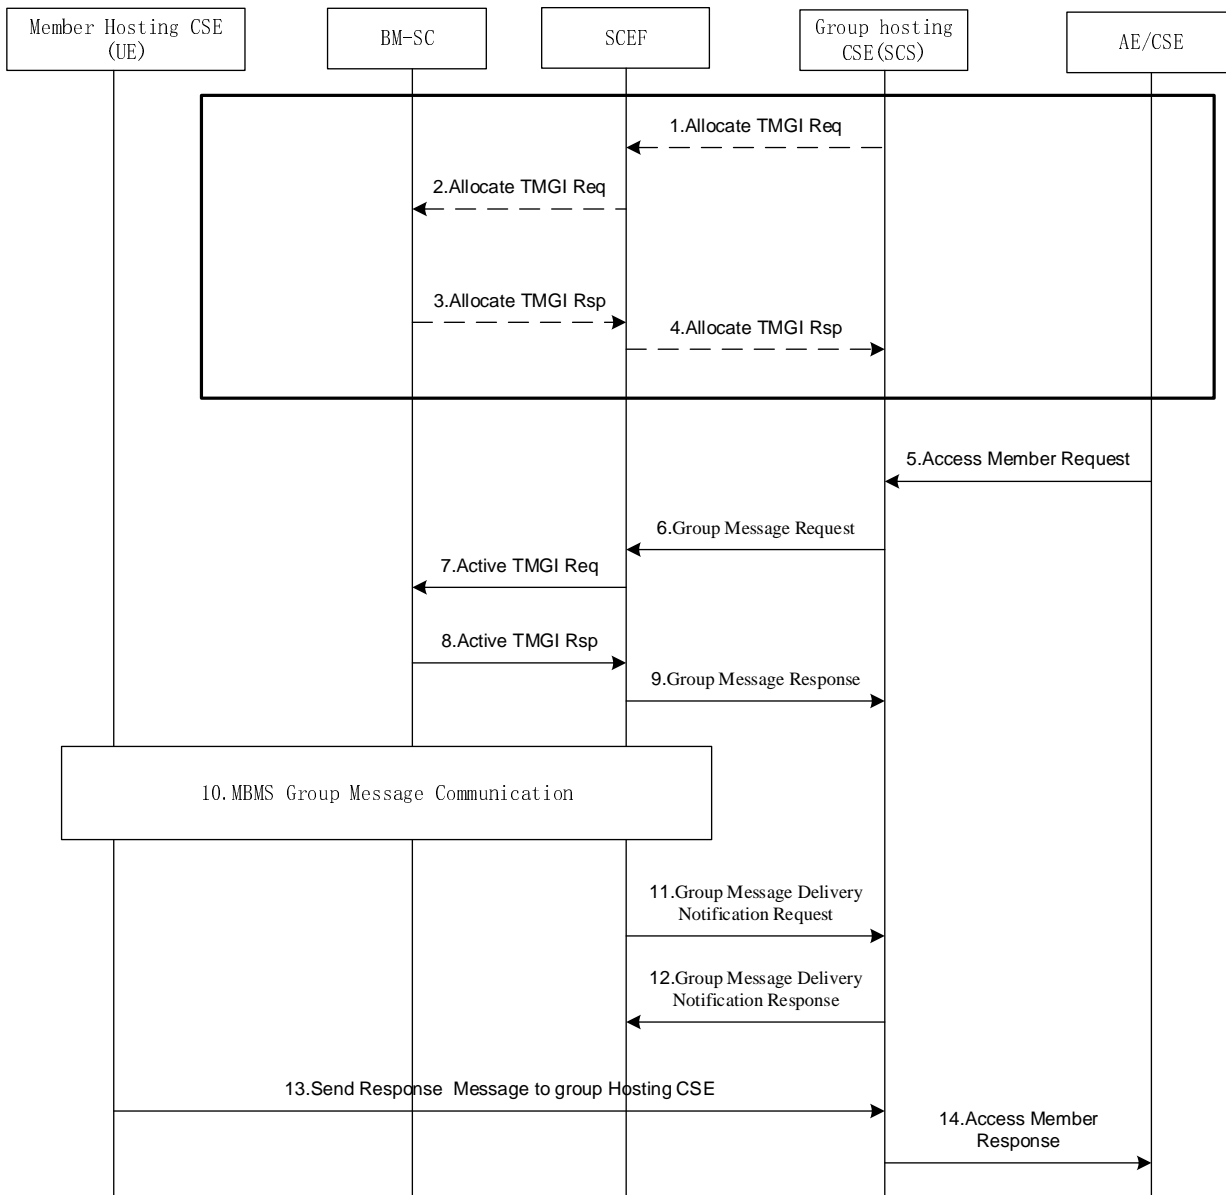 Member Hosting CSE
(UE)
BM-SC
SCEF
Group hosting
CSE(SCS)
AE/CSE
1.Allocate TMGI Req
2.Allocate TMGI Req
3.Allocate TMGI Rsp
4.Allocate TMGI Rsp
5.Access Member Request
6.Group Message Request
7.Active TMGI Req
8.Active TMGI Rsp
9.Group Message Response
10.MBMS Group Message Communication
11.Group Message Delivery
Notification Request
12.Group Message Delivery
Notification Response
13.Send Response  Message to group Hosting CSE
14.Access Member
Response